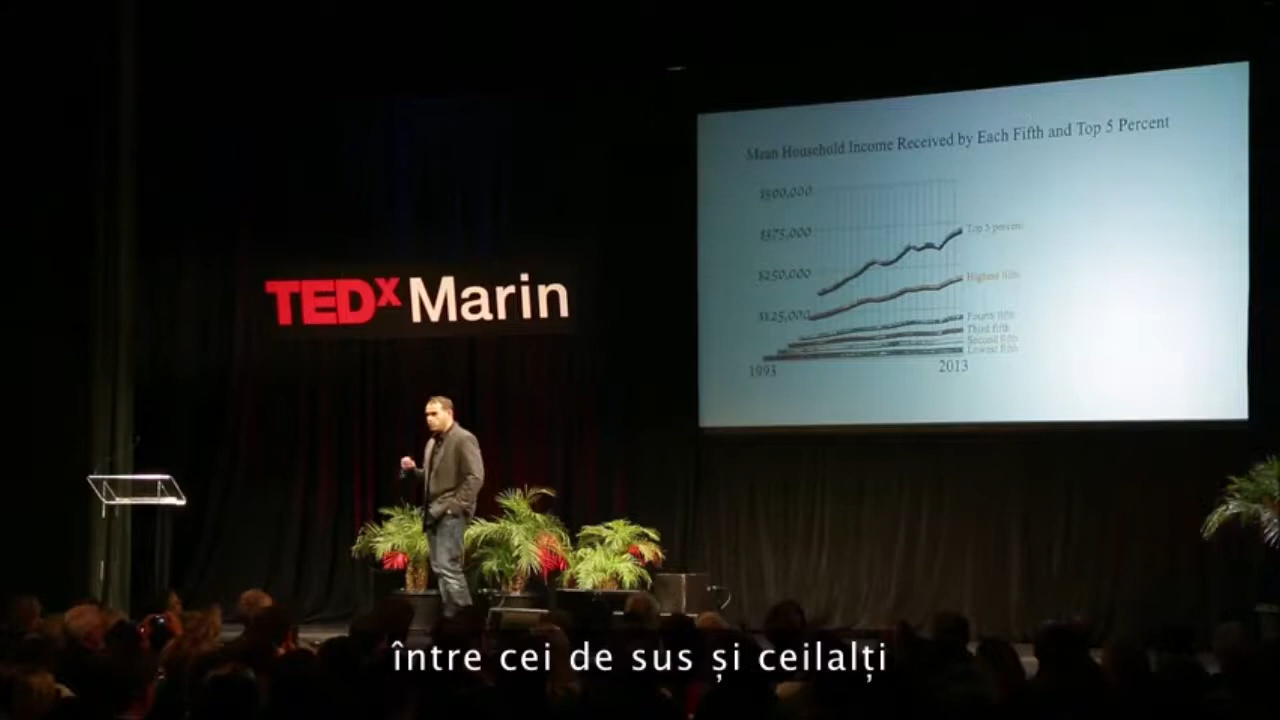 Mean Household Income Received by Each Fifth and Top 5 Percent
$500,000
$375,000
$250,000
$125,000
Top 5 percent
Highest fifth
Fourth fifth
Third fifth
Second fifth
Lowest fifth
1993
2013
TEDx Marin
între cei de sus și ceilalți